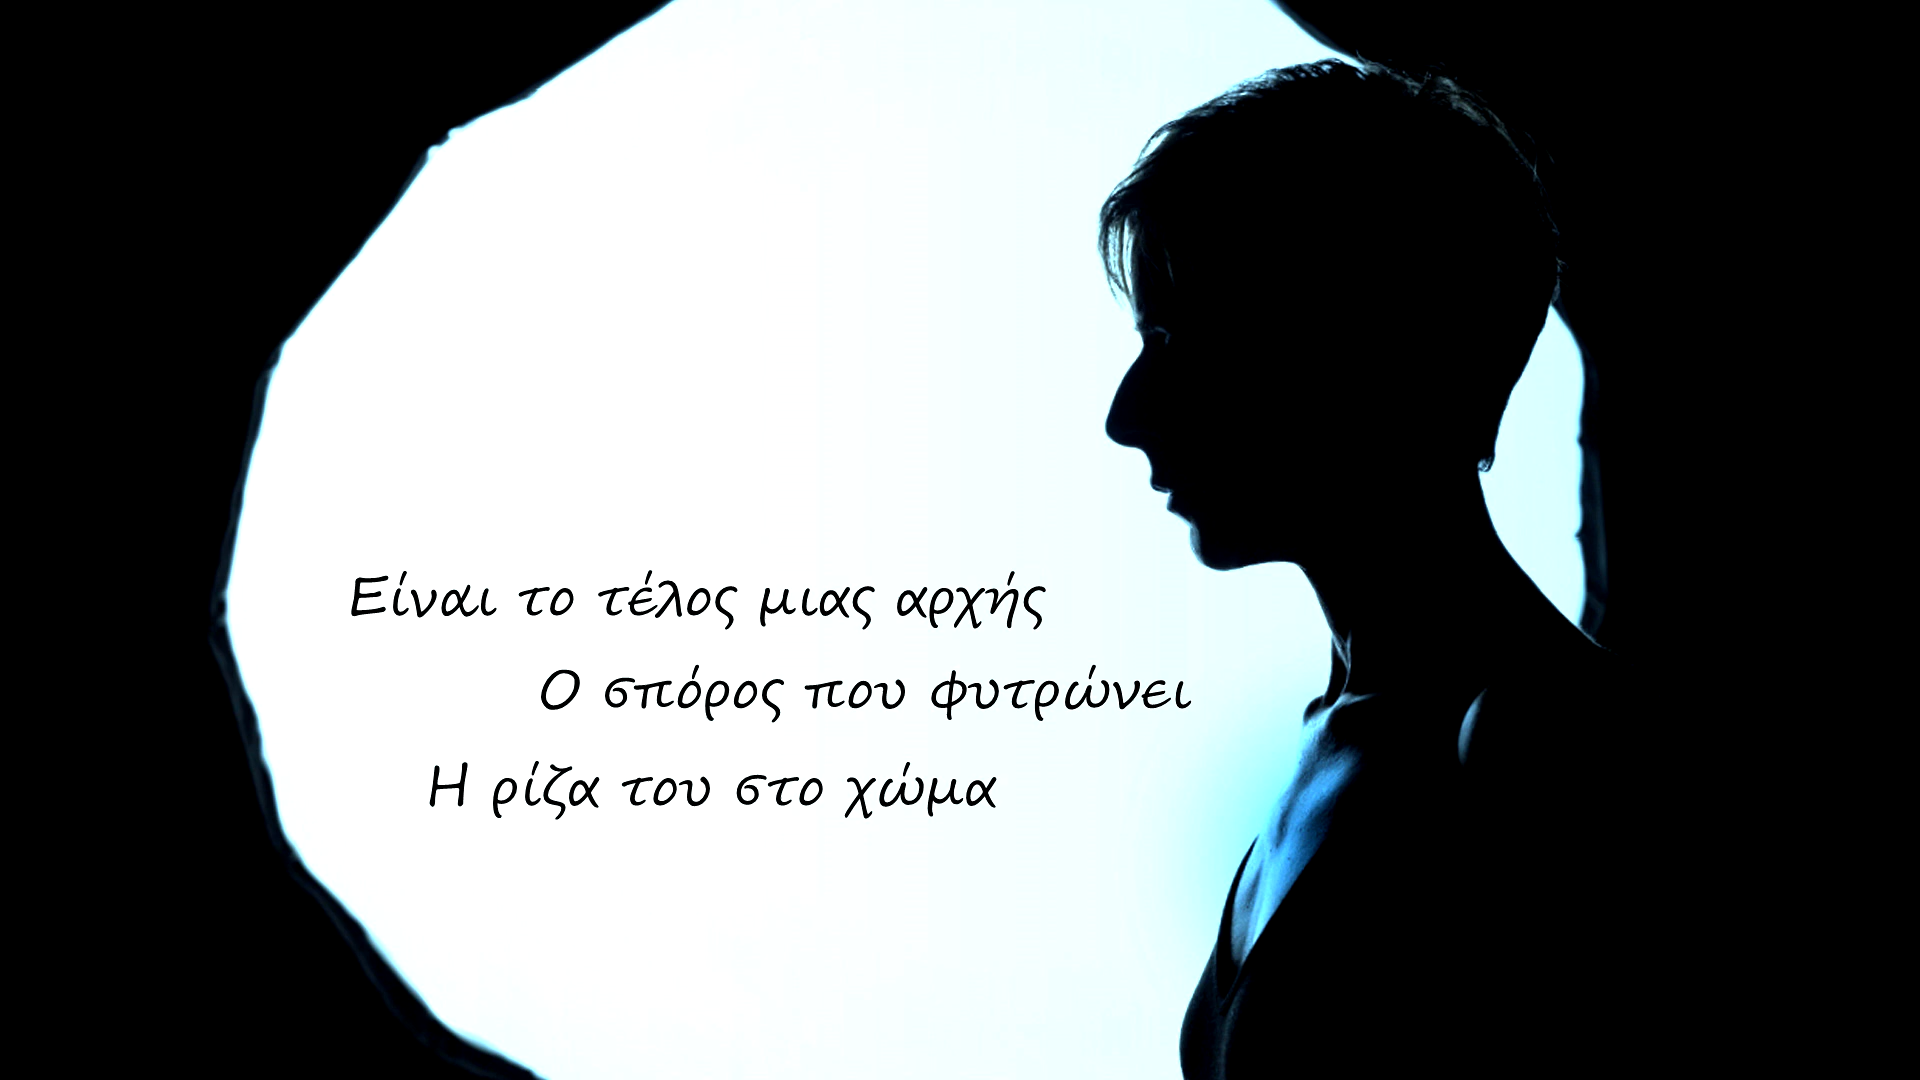 Είναι το τέλος μιας αρχής
Ο σπόρος που φυτρώνει
Η ρίζα του στο χώμα